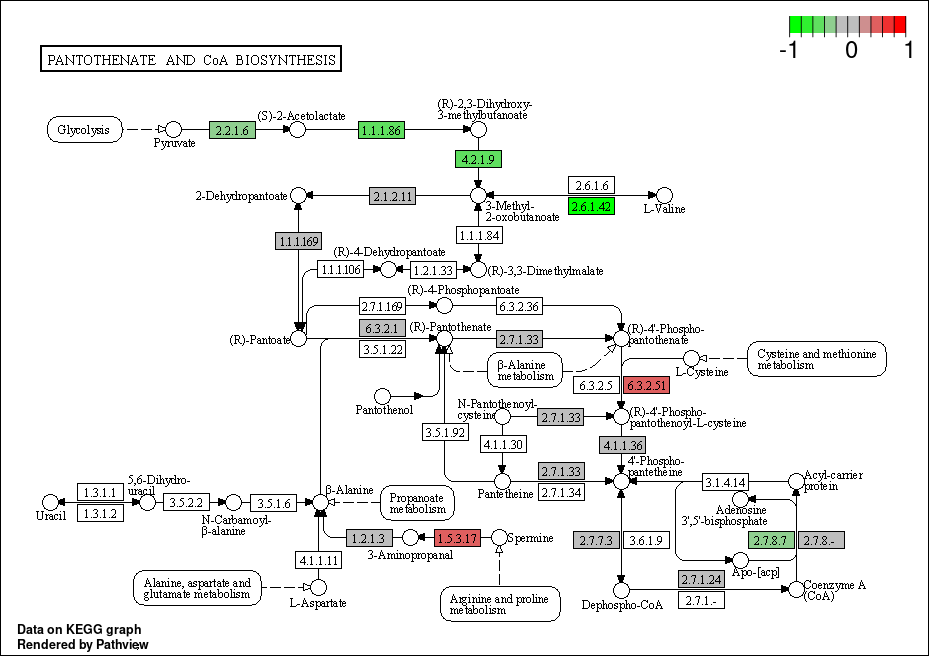 -1 0 1
PANTOTHENATE AND CoA BIOSYNTHESIS
(R)-2,3-Dihydroxy-
3-methylbutanoate
(S)-2-Acetolactate
Glycolysis
2.2.1.6
1.1.1.86
Pyruvate
4.2.1.9
2.6.1.6
2-Dehydropantoate
2.1.2.11
2.6.1.42
3-Methyl-
2-oxobutanoate
L-Valine
1.1.1.169
1.1.1.84
(R)-4-Dehydropantoate
1.1.1.106
1.2.1.33
(R)-3,3-Dimethylmalate
(R)-4-Phosphopantoate
2.7.1.169
6.3.2.36
6.3.2.1
(R)-Pantothenate
(R)-4'-Phospho-
pantothenate
(R)-Pantoate
2.7.1.33
3.5.1.22
Cysteine and methionine
metabolism
β-Alanine
metabolism
L-Cysteine
6.3.2.5
6.3.2.51
Pantothenol
N-Pantothenoyl-
cysteine
2.7.1.33
(R)-4'-Phospho-
pantothenoyl-L-cysteine
3.5.1.92
4.1.1.30
4.1.1.36
4'-Phospho-
pantetheine
2.7.1.33
Pantetheine
2.7.1.34
3.1.4.14
Acyl-carrier
protein
5,6-Dihydro-
uracil
1.3.1.1
β-Alanine
Propanoate
metabolism
3.5.2.2
3.5.1.6
Uracil
1.3.1.2
N-Carbamoyl-
β-alanine
Adenosine
3',5'-bisphosphate
1.2.1.3
1.5.3.17
Spermine
2.7.7.3
3.6.1.9
2.7.8.7
2.7.8.-
3-Aminopropanal
4.1.1.11
Apo-[acp]
Alanine, aspartate and
glutamate metabolism
2.7.1.24
Coenzyme A
(CoA)
L-Aspartate
Arginine and proline
metabolism
Dephospho-CoA
2.7.1.-
Data on KEGG graph
Rendered by Pathview